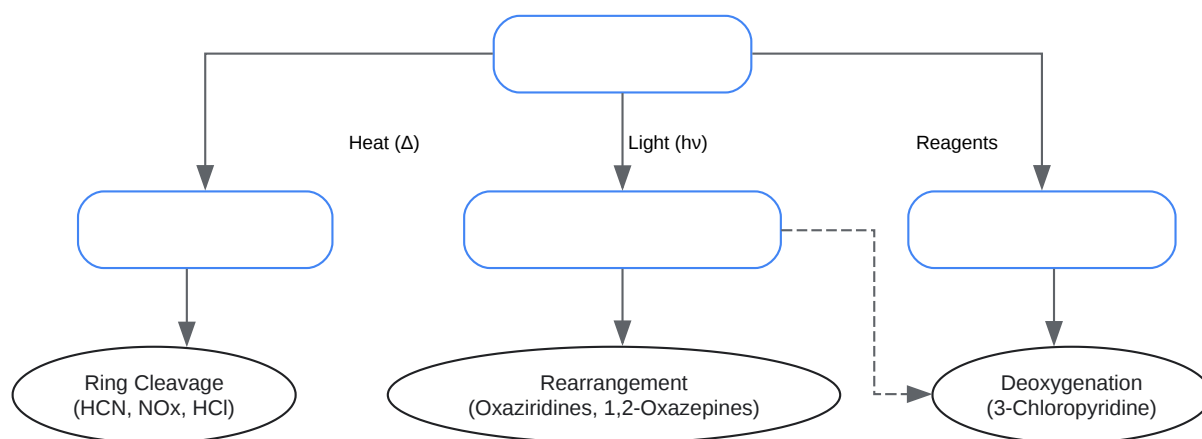 Heat (Δ)
Light (hν)
Reagents
Ring Cleavage
(HCN, NOx, HCl)
Rearrangement
(Oxaziridines, 1,2-Oxazepines)
Deoxygenation
(3-Chloropyridine)